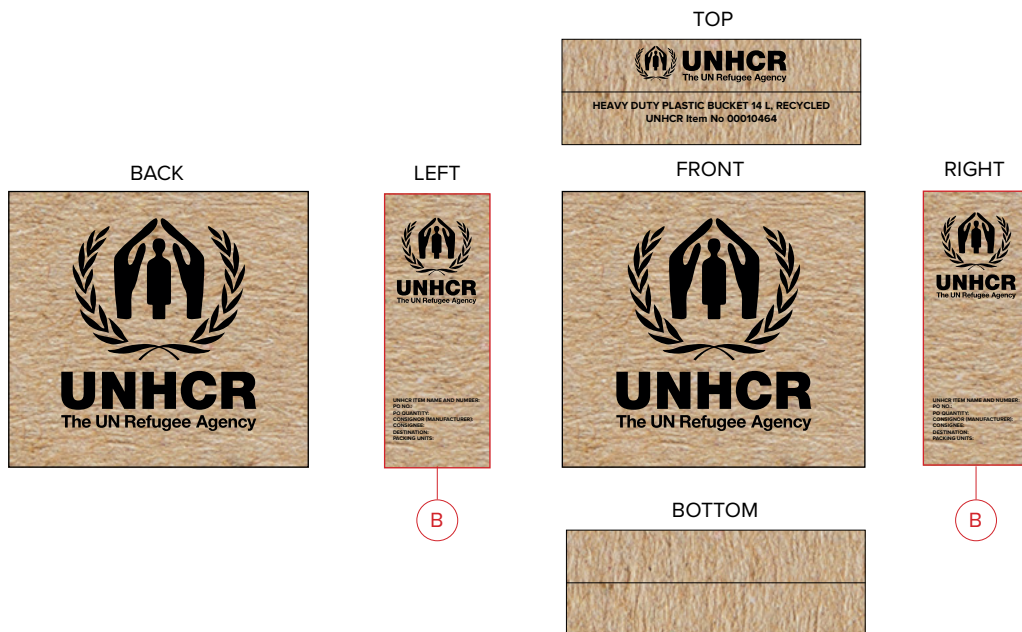 TOP
UNHCR
The UN Refugee Agency
HEAVY DUTY PLASTIC BUCKET 14 L, RECYCLED
UNHCR Item No 00010464
BACK
UNHCR
The UN Refugee Agency
LEFT
UNHCR
The UN Refugee Agency
UNHCR ITEM NAME AND NUMBER:
PO NO.:
PO QUANTITY:
CONSIGNOR (MANUFACTURER):
CONSIGNEE:
DESTINATION:
PACKING UNITS:
B
FRONT
UNHCR
The UN Refugee Agency
RIGHT
UNHCR
The UN Refugee Agency
UNHCR ITEM NAME AND NUMBER:
PO NO.:
PO QUANTITY:
CONSIGNOR (MANUFACTURER):
CONSIGNEE:
DESTINATION:
PACKING UNITS:
B
BOTTOM